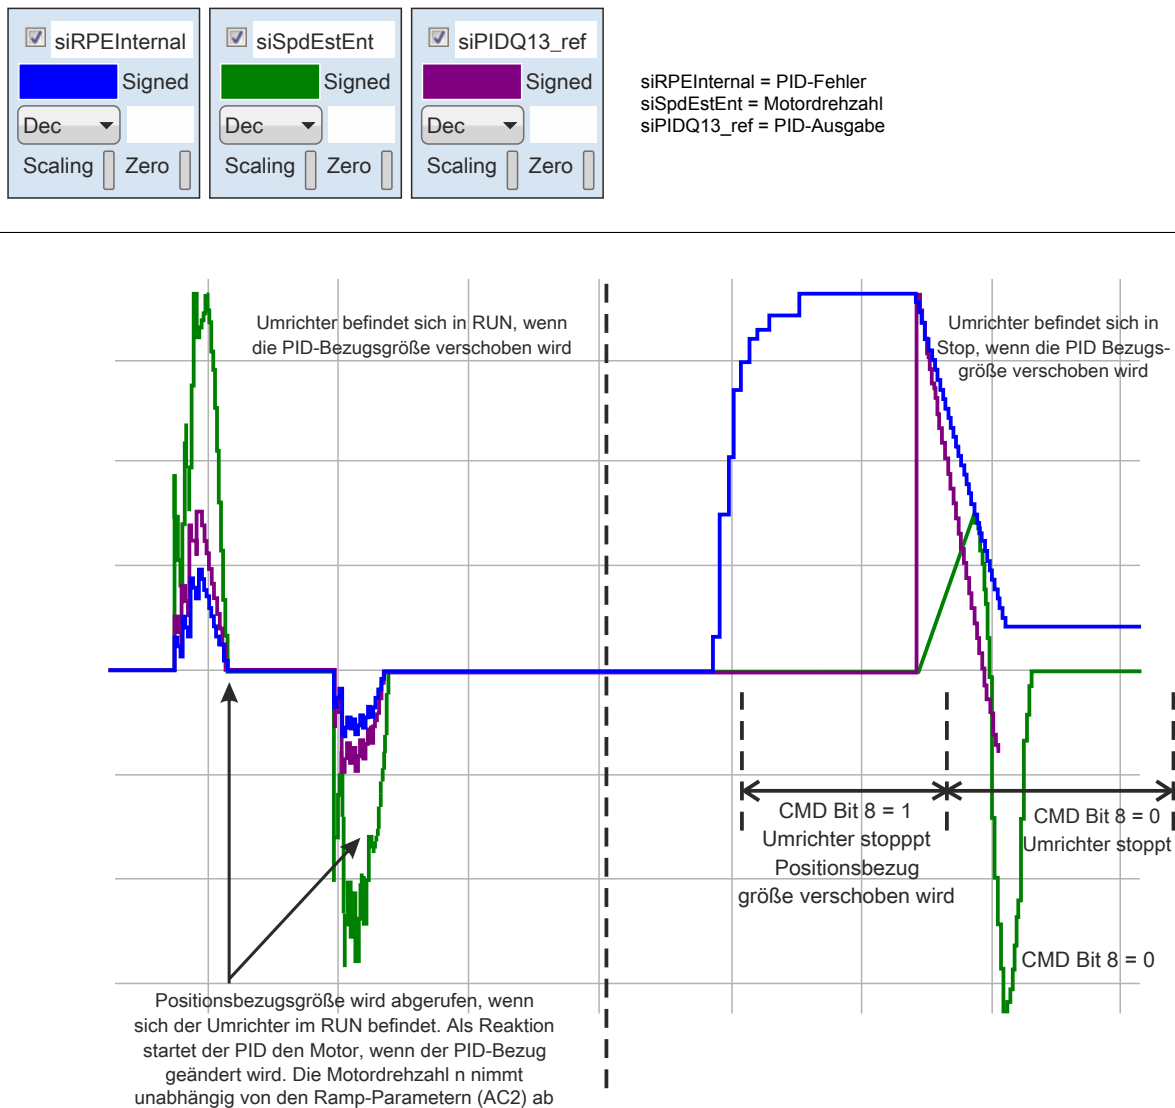 siRPEInternal
Signed
Dec
Scaling Zero
siSpdEstEnt
Signed
Dec
Scaling Zero
siPIDQ13_ref
Signed
Dec
Scaling Zero
siRPEInternal = PID-Fehler
siSpdEstEnt = Motordrehzahl
siPIDQ13_ref = PID-Ausgabe
Umrichter befindet sich in RUN, wenn
die PID-Bezugsgröße verschoben wird
Umrichter befindet sich in
Stop, wenn die PID Bezugs-
größe verschoben wird
CMD Bit 8 = 1
Umrichter stopppt
Positionsbezug
größe verschoben wird
CMD Bit 8 = 0
Umrichter stoppt
CMD Bit 8 = 0
Positionsbezugsgröße wird abgerufen, wenn
sich der Umrichter im RUN befindet. Als Reaktion
startet der PID den Motor, wenn der PID-Bezug
geändert wird. Die Motordrehzahl n nimmt
unabhängig von den Ramp-Parametern (AC2) ab